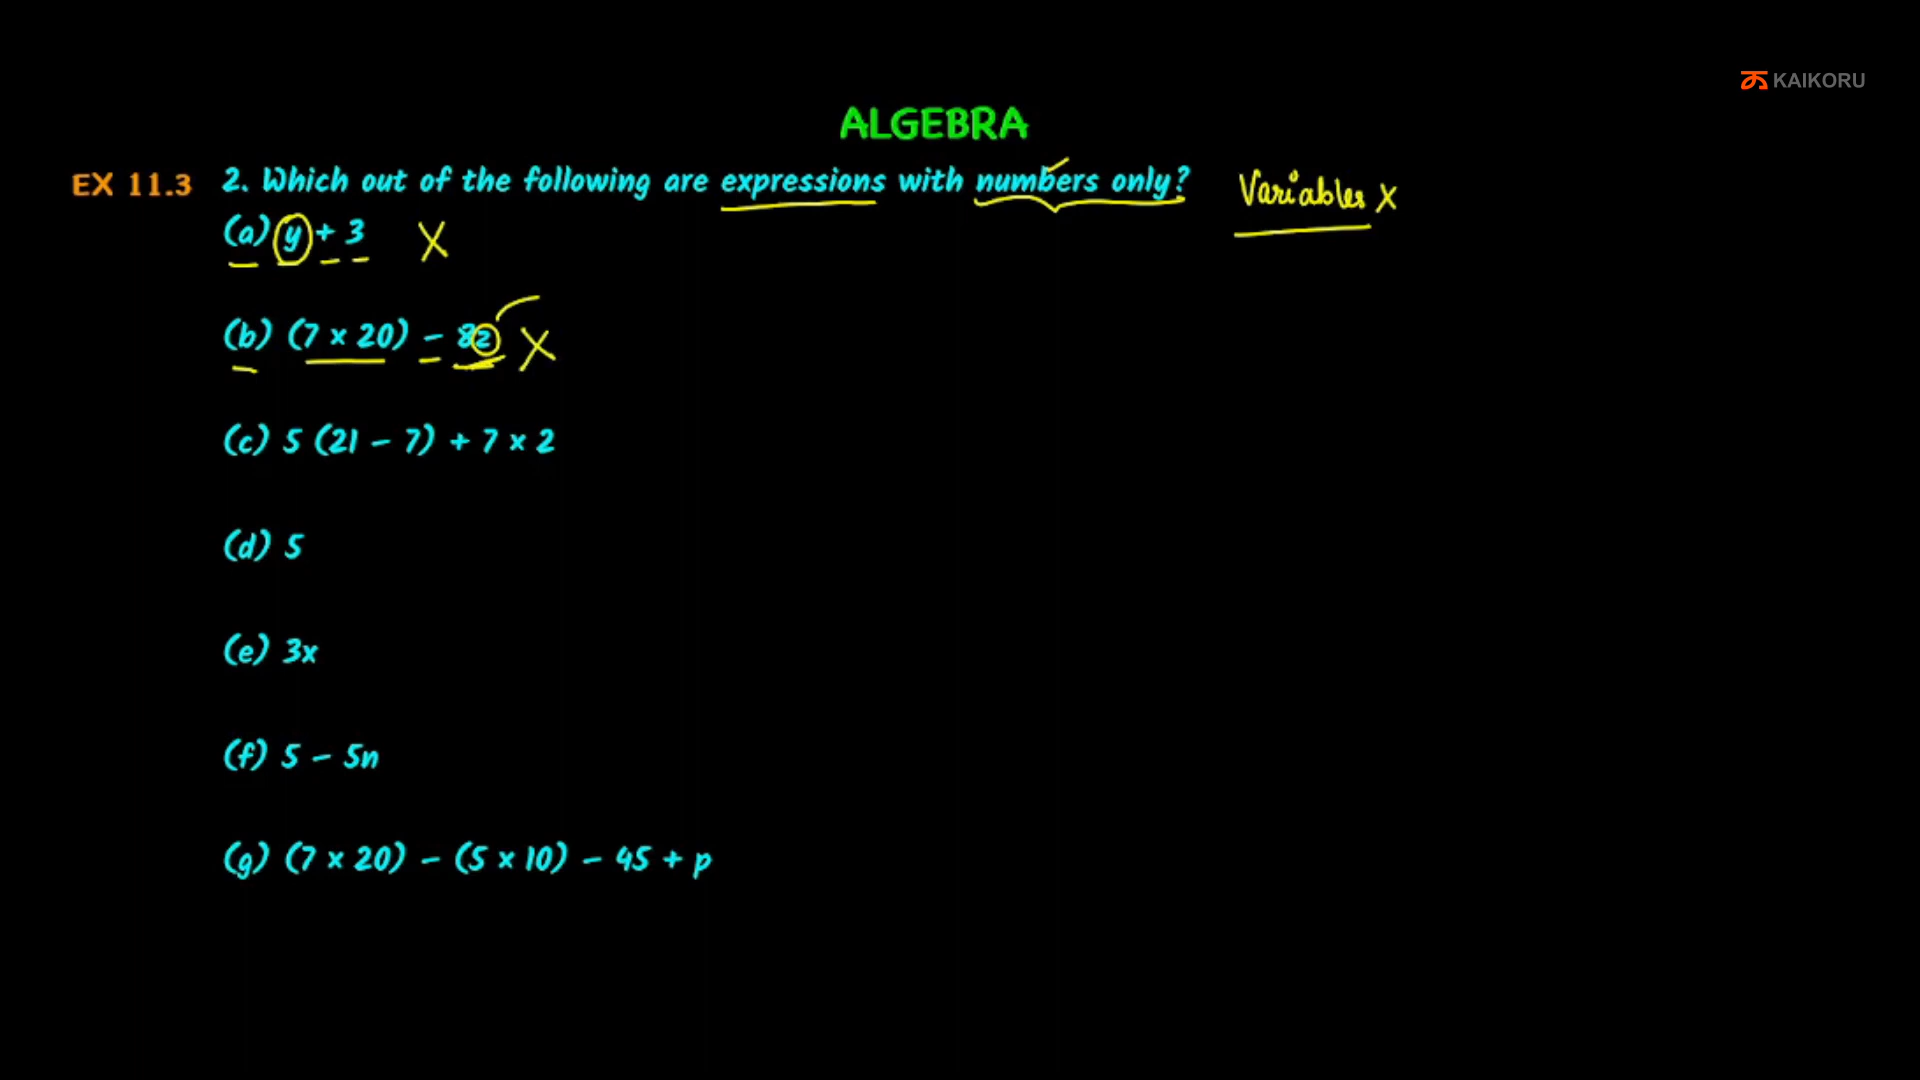 KAIKORU
ALGEBRA
EX 11.3 2. Which out of the following are expressions with numbers only? Variables X
(a) y + 3 X
(b) (7 × 20) – 8z X
(c) 5 (21 – 7) + 7 × 2
(d) 5
(e) 3x
(f) 5 – 5n
(g) (7 × 20) – (5 × 10) – 45 + p